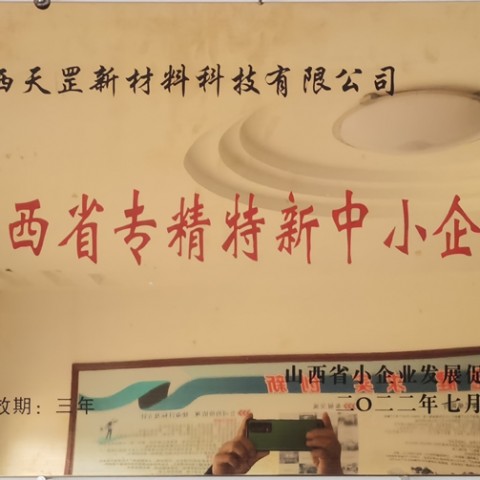 西天罡新材料科技有限公司
西省专精特新中小企
山西省小企业发展促
效期：三年
二〇二二年七月